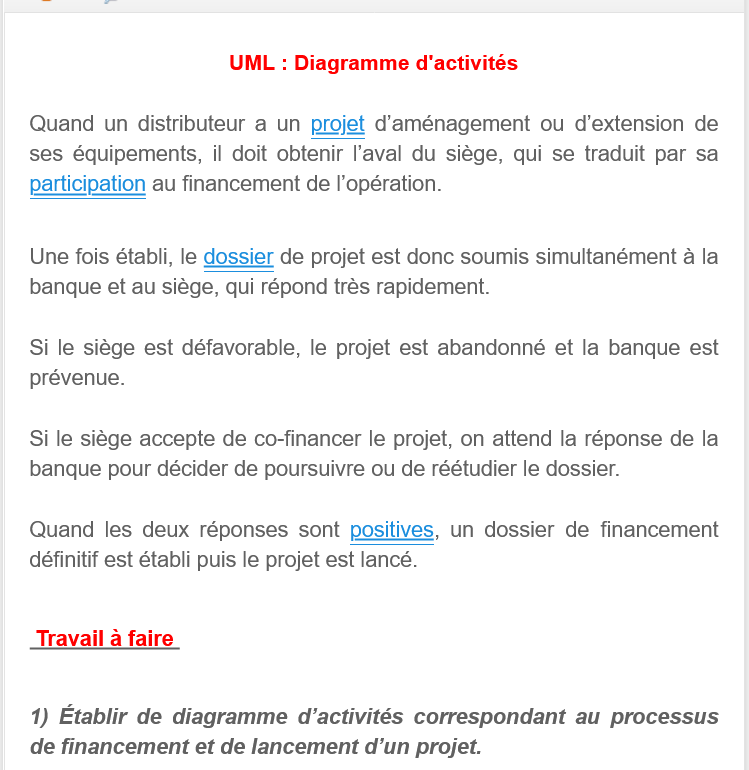 UML : Diagramme d'activités
Quand un distributeur a un projet d’aménagement ou d’extension de
ses équipements, il doit obtenir l’aval du siège, qui se traduit par sa
participation au financement de l’opération.
Une fois établi, le dossier de projet est donc soumis simultanément à la
banque et au siège, qui répond très rapidement.
Si le siège est défavorable, le projet est abandonné et la banque est
prévenue.
Si le siège accepte de co-financer le projet, on attend la réponse de la
banque pour décider de poursuivre ou de réétudier le dossier.
Quand les deux réponses sont positives, un dossier de financement
définitif est établi puis le projet est lancé.
Travail à faire
1) Établir de diagramme d’activités correspondant au processus
de financement et de lancement d’un projet.